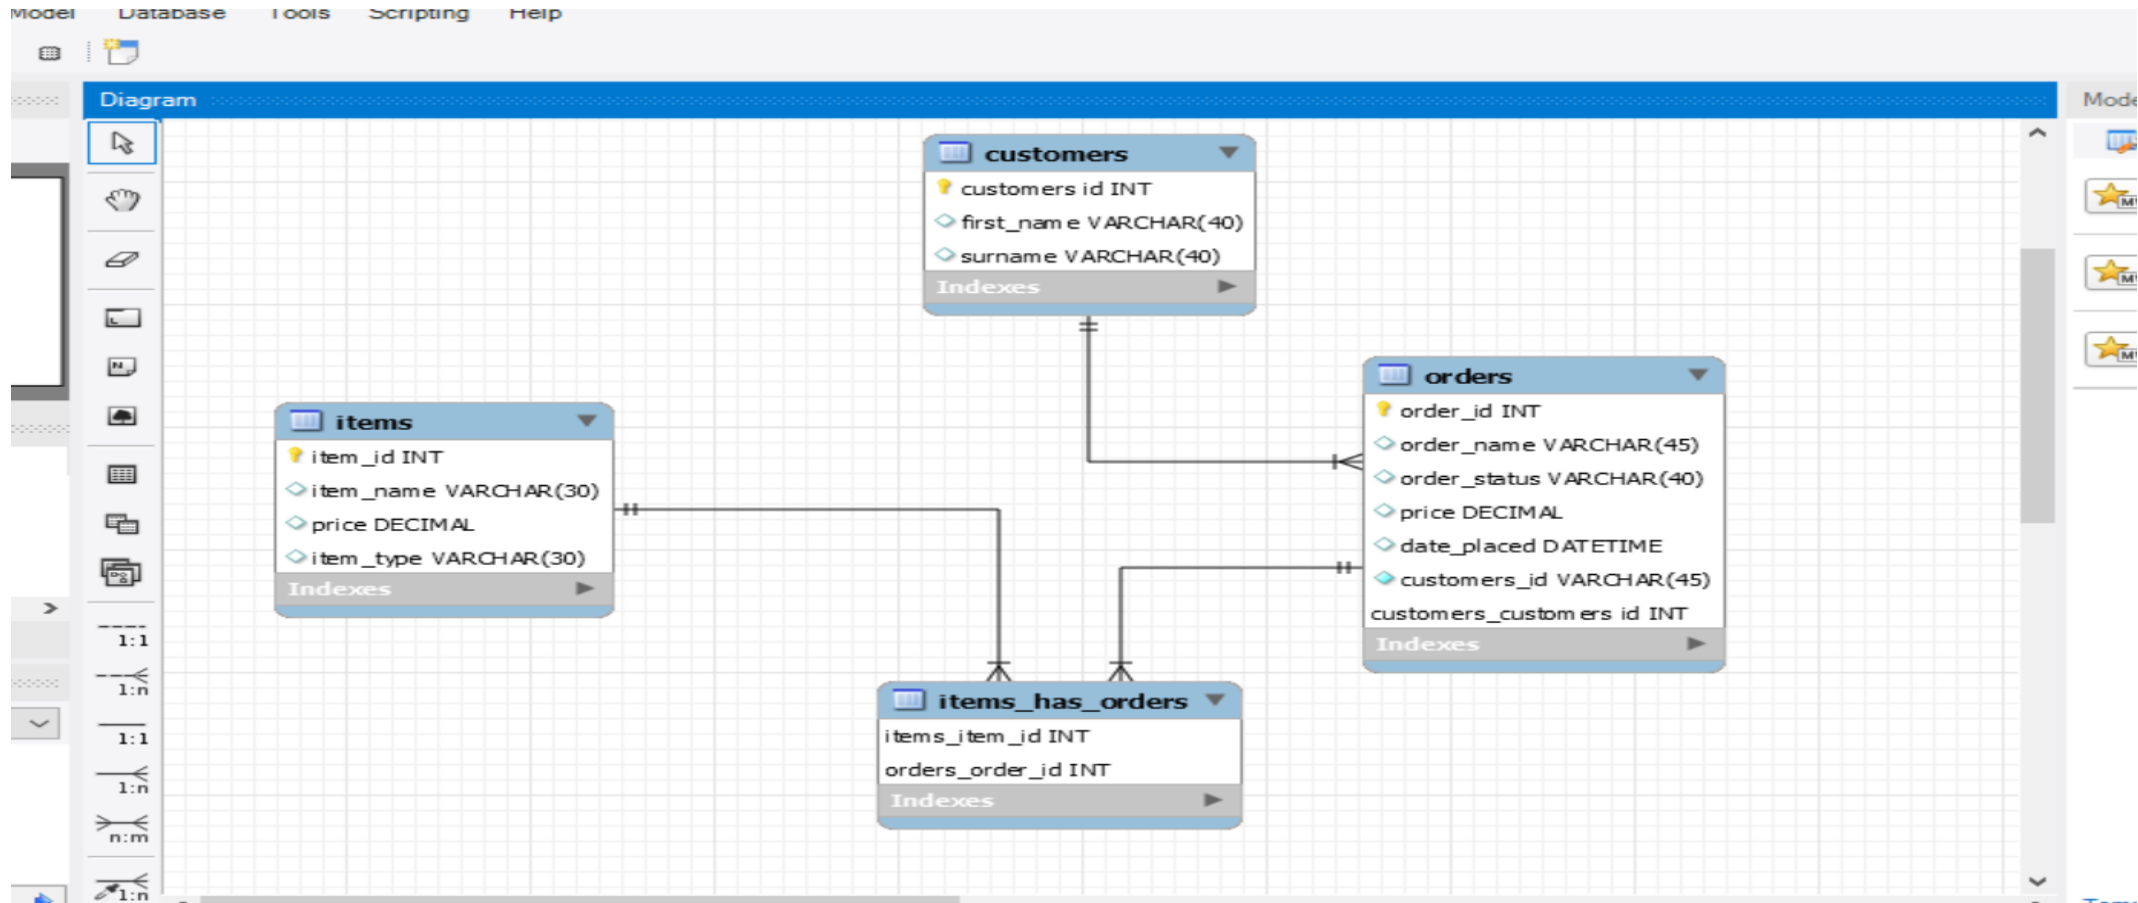 Model Database Tools Scripting Help
Diagram
customers
customers id INT
first_name VARCHAR(40)
surname VARCHAR(40)
Indexes
orders
order_id INT
order_name VARCHAR(45)
order_status VARCHAR(40)
price DECIMAL
date_placed DATETIME
customers_id VARCHAR(45)
customers_customers id INT
Indexes
items
item_id INT
item_name VARCHAR(30)
price DECIMAL
item_type VARCHAR(30)
Indexes
items_has_orders
items_item_id INT
orders_order_id INT
Indexes
1:1
1:n
1:1
1:n
n:m
1:n
Mode